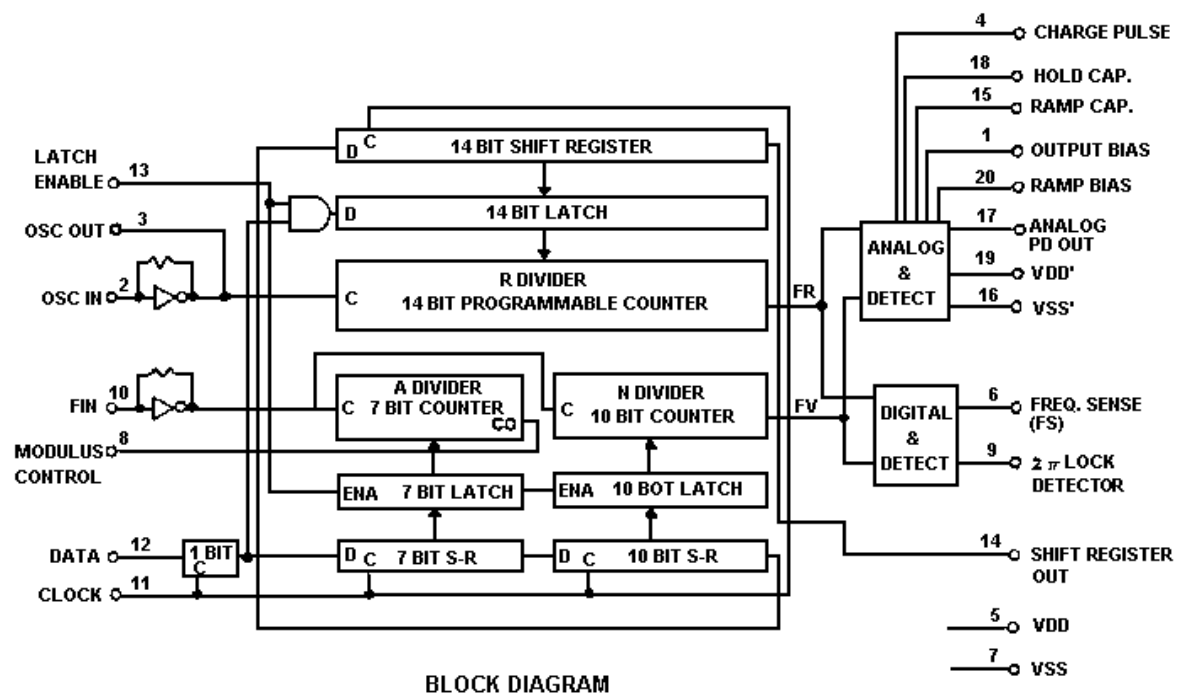 4
CHARGE PULSE
18
HOLD CAP.
15
RAMP CAP.
1
OUTPUT BIAS
20
RAMP BIAS
17
ANALOG
PD OUT
19
VDD'
16
VSS'
LATCH
ENABLE
13
OSC OUT
3
OSC IN
2
C
D
14 BIT SHIFT REGISTER
D
14 BIT LATCH
R DIVIDER
C
14 BIT PROGRAMMABLE COUNTER
FR
ANALOG
&
DETECT
FIN
10
MODULUS
CONTROL
8
A DIVIDER
C
7 BIT COUNTER
CO
N DIVIDER
C
10 BIT COUNTER
FV
DIGITAL
&
DETECT
6
FREQ. SENSE
(FS)
9
2 π LOCK
DETECTOR
ENA
7 BIT LATCH
ENA
10 BOT LATCH
DATA
12
1 BIT
C
D
C
7 BIT S-R
D
C
10 BIT S-R
CLOCK
11
14
SHIFT REGISTER
OUT
5
VDD
7
VSS
BLOCK DIAGRAM